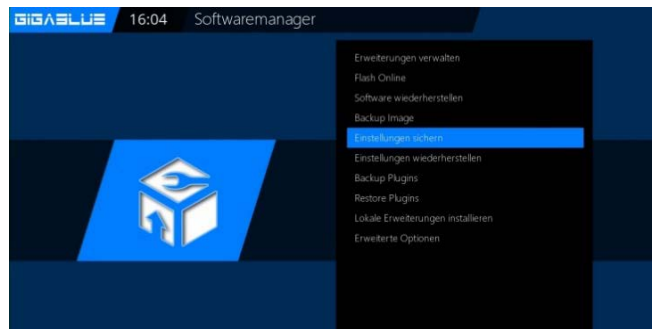 GIGABLUE 16:04 Softwaremanager
Erweiterungen verwalten
Flash Online
Software wiederherstellen
Backup Image
Einstellungen sichern
Einstellungen wiederherstellen
Backup Plugins
Restore Plugins
Lokale Erweiterungen installieren
Erweiterte Optionen